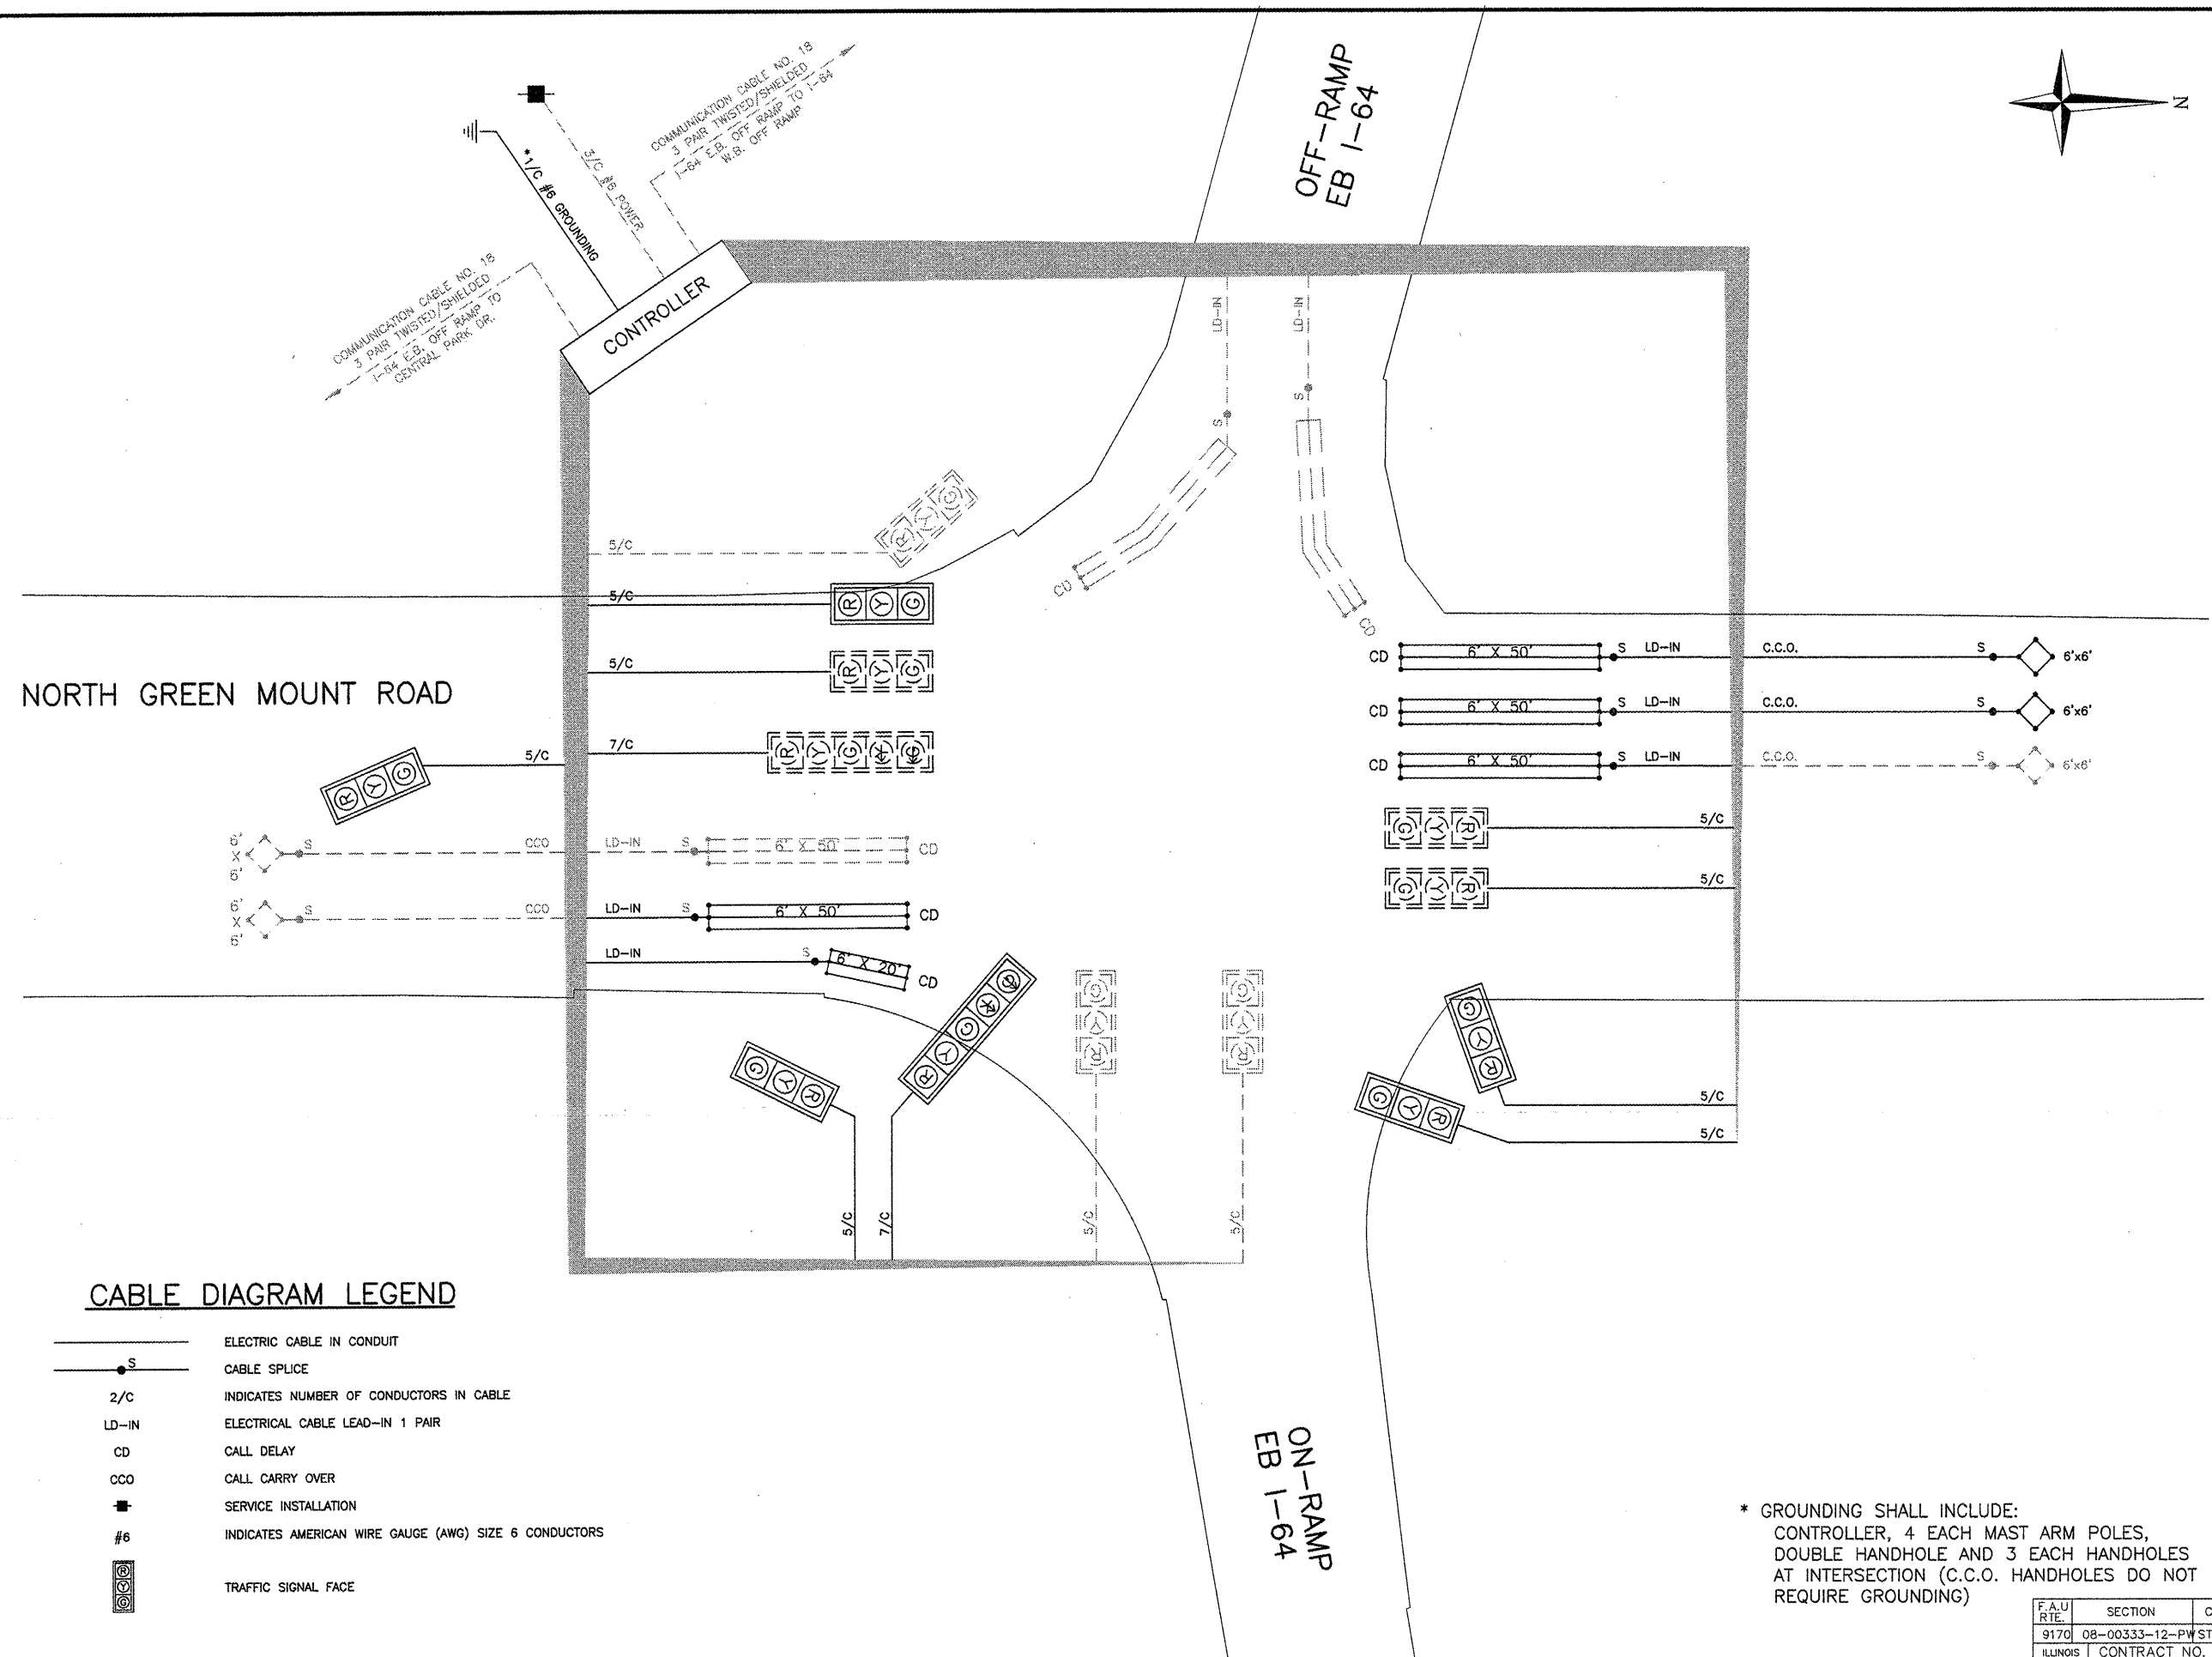 COMMUNICATION CABLE NO. 18
3 PAIR TWISTED/SHIELDED
I-64 E.B. OFF RAMP TO I-64
W.B. OFF RAMP
*1/C #6 GROUNDING
3/C #6 POWER
COMMUNICATION CABLE NO. 18
3 PAIR TWISTED/SHIELDED
I-64 E.B. OFF RAMP TO
CENTRAL PARK DR.
CONTROLLER
OFF-RAMP
EB I-64
N
LD-IN
LD-IN
S
S
CD
CD
5/C
R Y G
5/C
R Y G
5/C
R Y G
7/C
R Y G Y G
NORTH GREEN MOUNT ROAD
5/C
R Y G
CD 6' X 50' S LD-IN C.C.O. S 6'x6'
CD 6' X 50' S LD-IN C.C.O. S 6'x6'
CD 6' X 50' S LD-IN C.C.O. S 6'x6'
G Y R 5/C
G Y R 5/C
6' X 6' S CCO LD-IN S 6' X 50' CD
6' X 6' S CCO LD-IN S 6' X 50' CD
LD-IN S 6' X 20' CD
G Y R
R Y G Y G
G Y R
G Y R
G Y R
5/C
G Y R
5/C
5/C
7/C
5/C
5/C
ON-RAMP
EB I-64
CABLE DIAGRAM LEGEND
ELECTRIC CABLE IN CONDUIT
S CABLE SPLICE
2/C INDICATES NUMBER OF CONDUCTORS IN CABLE
LD-IN ELECTRICAL CABLE LEAD-IN 1 PAIR
CD CALL DELAY
CCO CALL CARRY OVER
SERVICE INSTALLATION
#6 INDICATES AMERICAN WIRE GAUGE (AWG) SIZE 6 CONDUCTORS
R Y G TRAFFIC SIGNAL FACE
* GROUNDING SHALL INCLUDE:
CONTROLLER, 4 EACH MAST ARM POLES,
DOUBLE HANDHOLE AND 3 EACH HANDHOLES
AT INTERSECTION (C.C.O. HANDHOLES DO NOT
REQUIRE GROUNDING)
F.A.U RTE. SECTION C
9170 08-00333-12-PW ST
ILLINOIS CONTRACT NO.